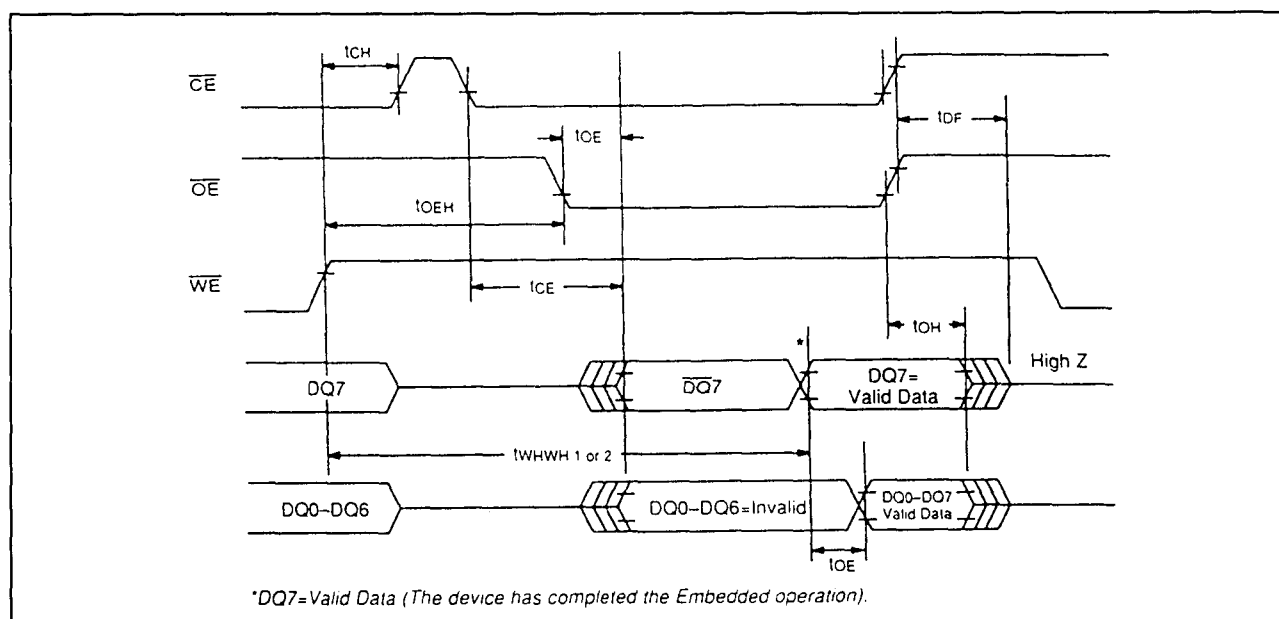 tCH
CE
tDF
tOE
OE
tOEH
WE
tCE
tOH
*
High Z
DQ7
DQ7
DQ7=
Valid Data
tWHWH 1 or 2
DQ0–DQ6
DQ0–DQ6=Invalid
DQ0–DQ7
Valid Data
tOE
*DQ7=Valid Data (The device has completed the Embedded operation).